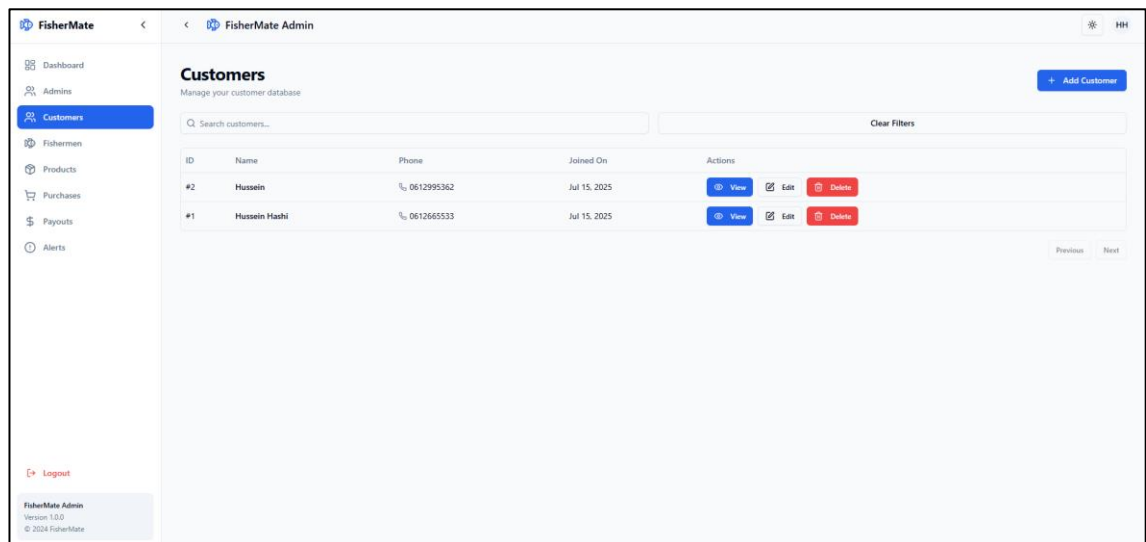 FisherMate
FisherMate Admin
HH
Dashboard
Admins
Customers
Fishermen
Products
Purchases
Payouts
Alerts
Logout
FisherMate Admin
Version 1.0.0
© 2024 FisherMate
Customers
Manage your customer database
+ Add Customer
Search customers...
Clear Filters
ID Name Phone Joined On Actions
#2 Hussein 0612995362 Jul 15, 2025 View Edit Delete
#1 Hussein Hashi 0612665533 Jul 15, 2025 View Edit Delete
Previous Next